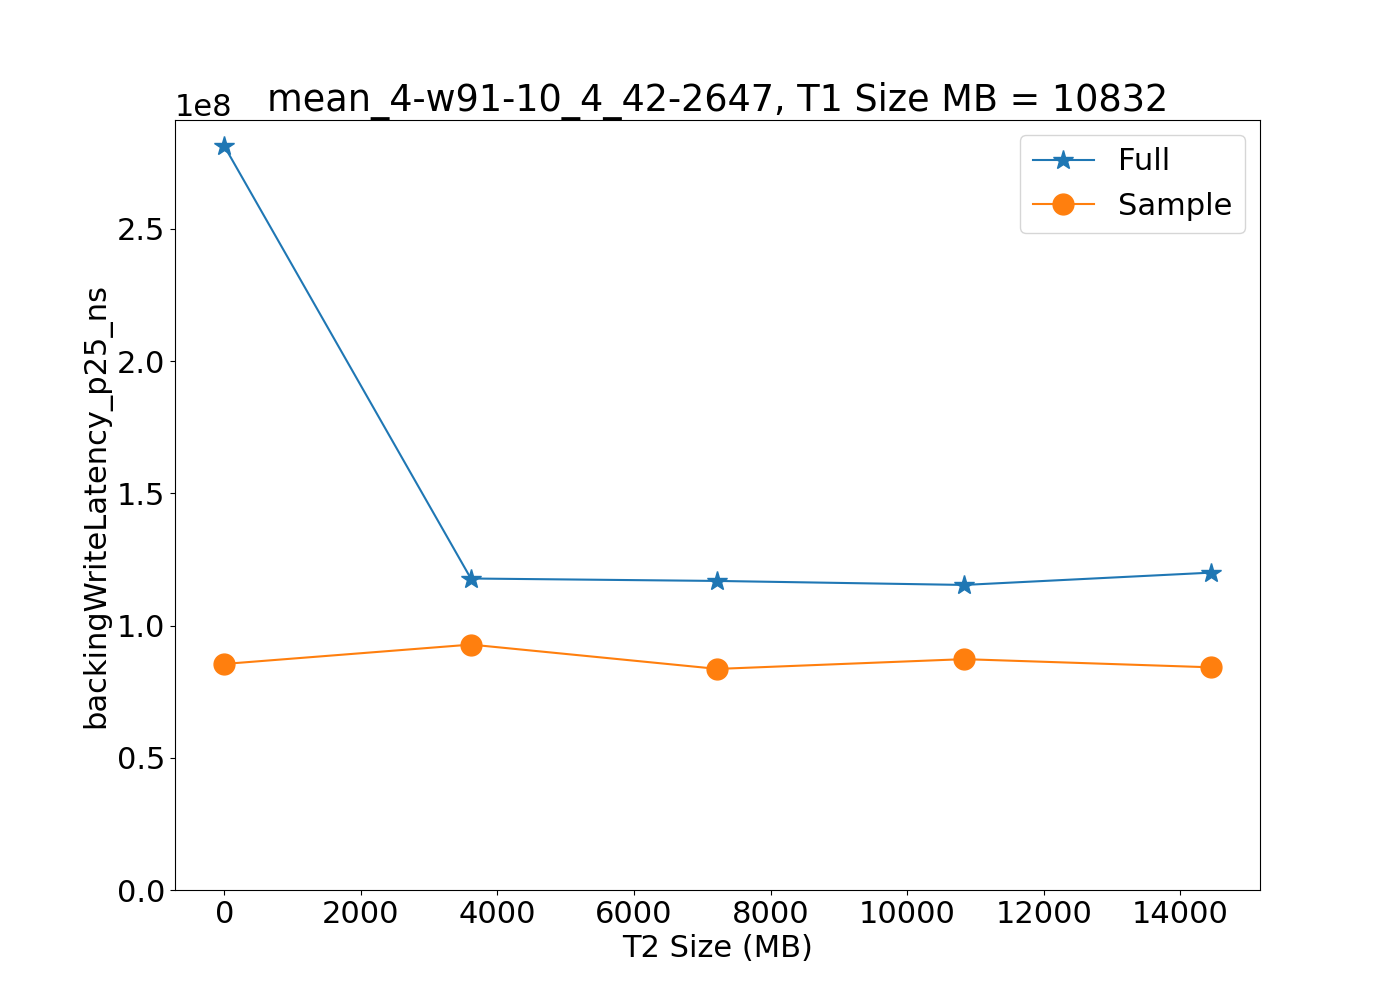 1e8
mean_4-w91-10_4_42-2647, T1 Size MB = 10832
Full
Sample
backingWriteLatency_p25_ns
2.5
2.0
1.5
1.0
0.5
0.0
0 2000 4000 6000 8000 10000 12000 14000
T2 Size (MB)